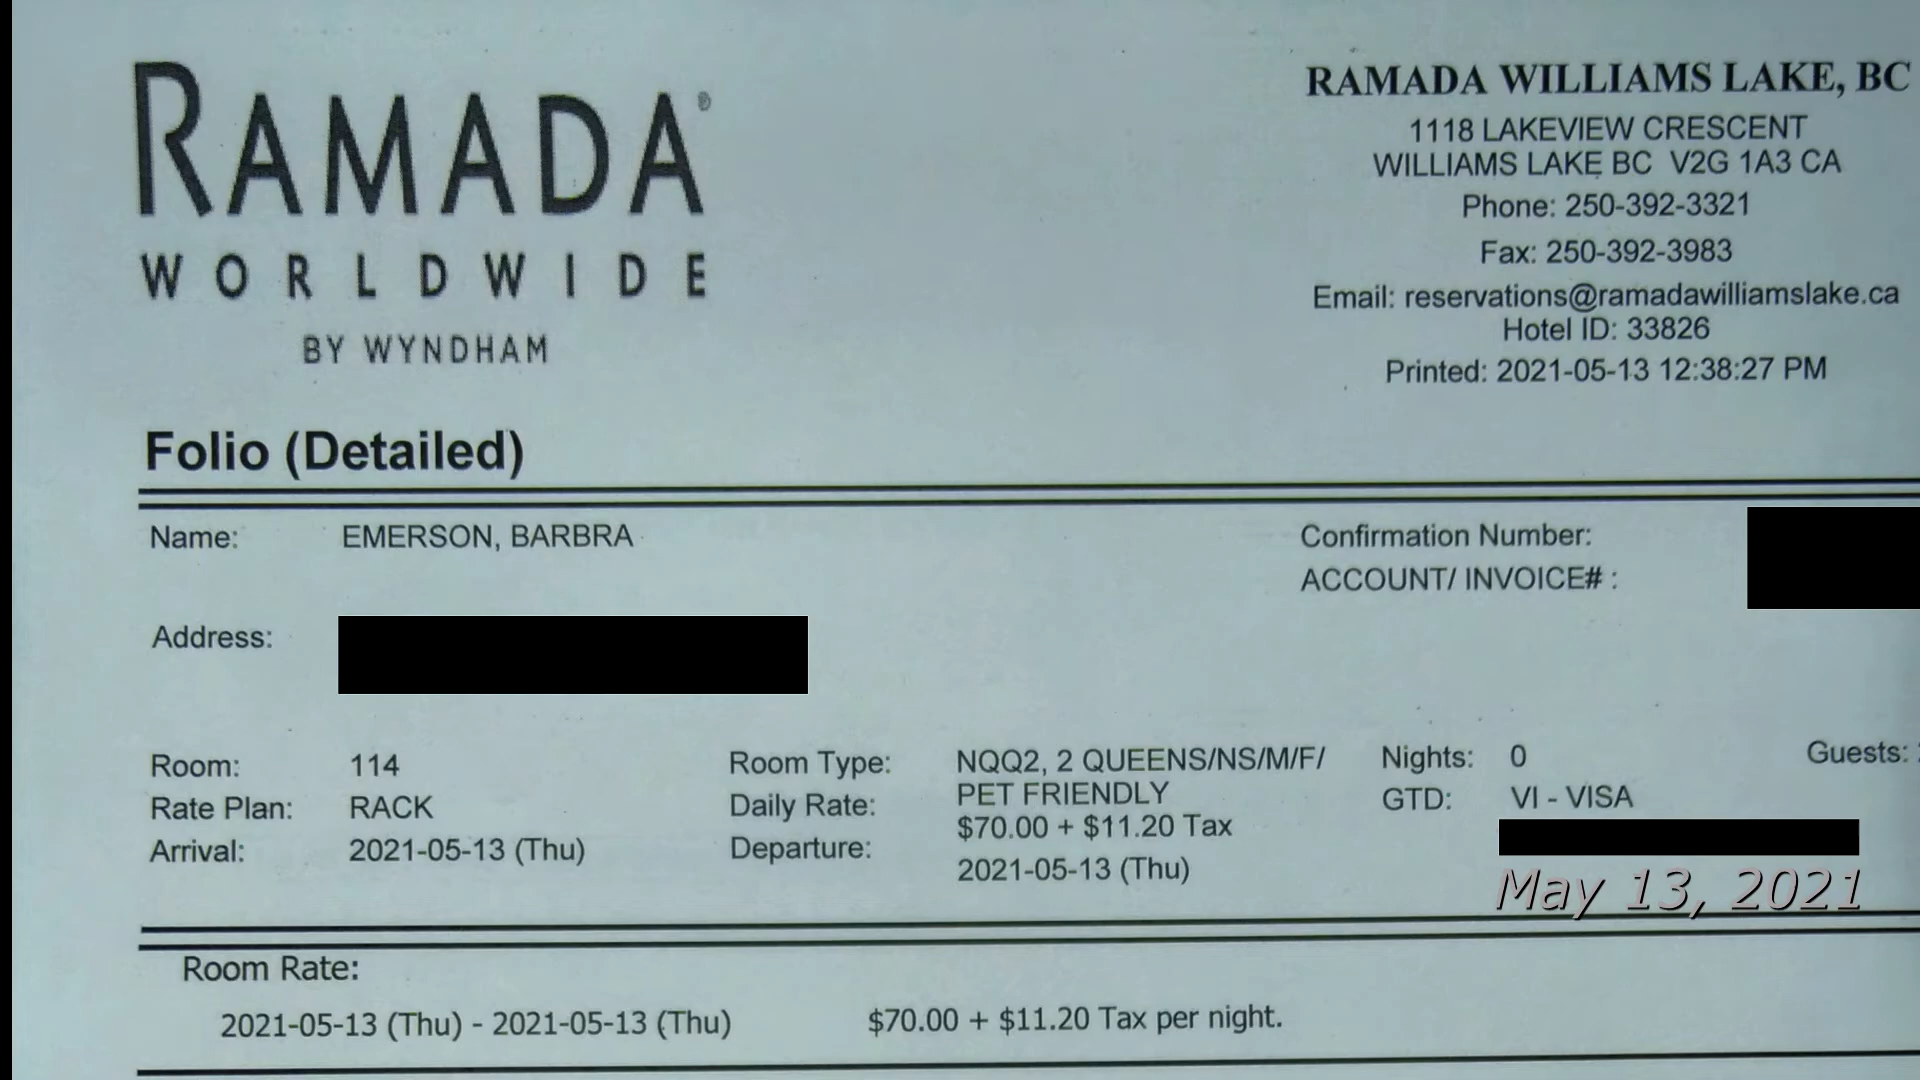 RAMADA®
WORLDWIDE
BY WYNDHAM
RAMADA WILLIAMS LAKE, BC
1118 LAKEVIEW CRESCENT
WILLIAMS LAKE BC V2G 1A3 CA
Phone: 250-392-3321
Fax: 250-392-3983
Email: reservations@ramadawilliamslake.ca
Hotel ID: 33826
Printed: 2021-05-13 12:38:27 PM
Folio (Detailed)
Name: EMERSON, BARBRA
Confirmation Number:
ACCOUNT/ INVOICE# :
Address:
Room: 114
Rate Plan: RACK
Arrival: 2021-05-13 (Thu)
Room Type: NQQ2, 2 QUEENS/NS/M/F/
PET FRIENDLY
Daily Rate: $70.00 + $11.20 Tax
Departure: 2021-05-13 (Thu)
Nights: 0
Guests:
GTD: VI - VISA
May 13, 2021
Room Rate:
2021-05-13 (Thu) - 2021-05-13 (Thu) $70.00 + $11.20 Tax per night.